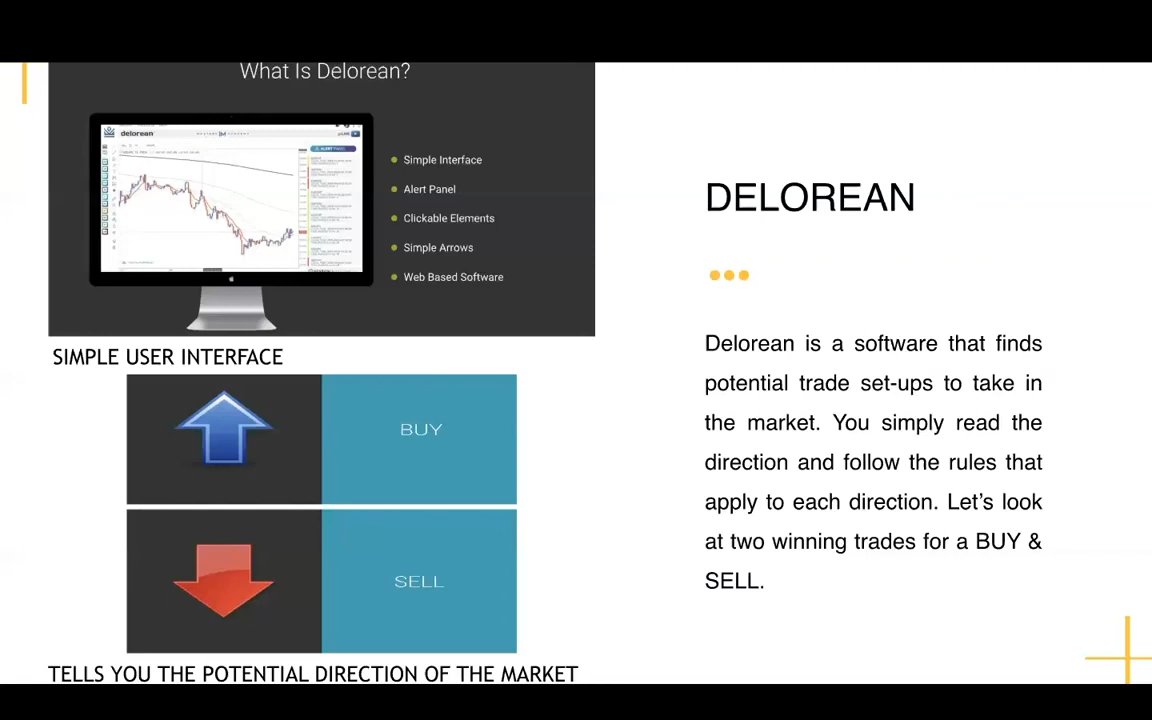 What Is Delorean?
delorean
Simple Interface
Alert Panel
Clickable Elements
Simple Arrows
Web Based Software
SIMPLE USER INTERFACE
BUY
SELL
TELLS YOU THE POTENTIAL DIRECTION OF THE MARKET
DELOREAN
Delorean is a software that finds
potential trade set-ups to take in
the market. You simply read the
direction and follow the rules that
apply to each direction. Let’s look
at two winning trades for a BUY &
SELL.